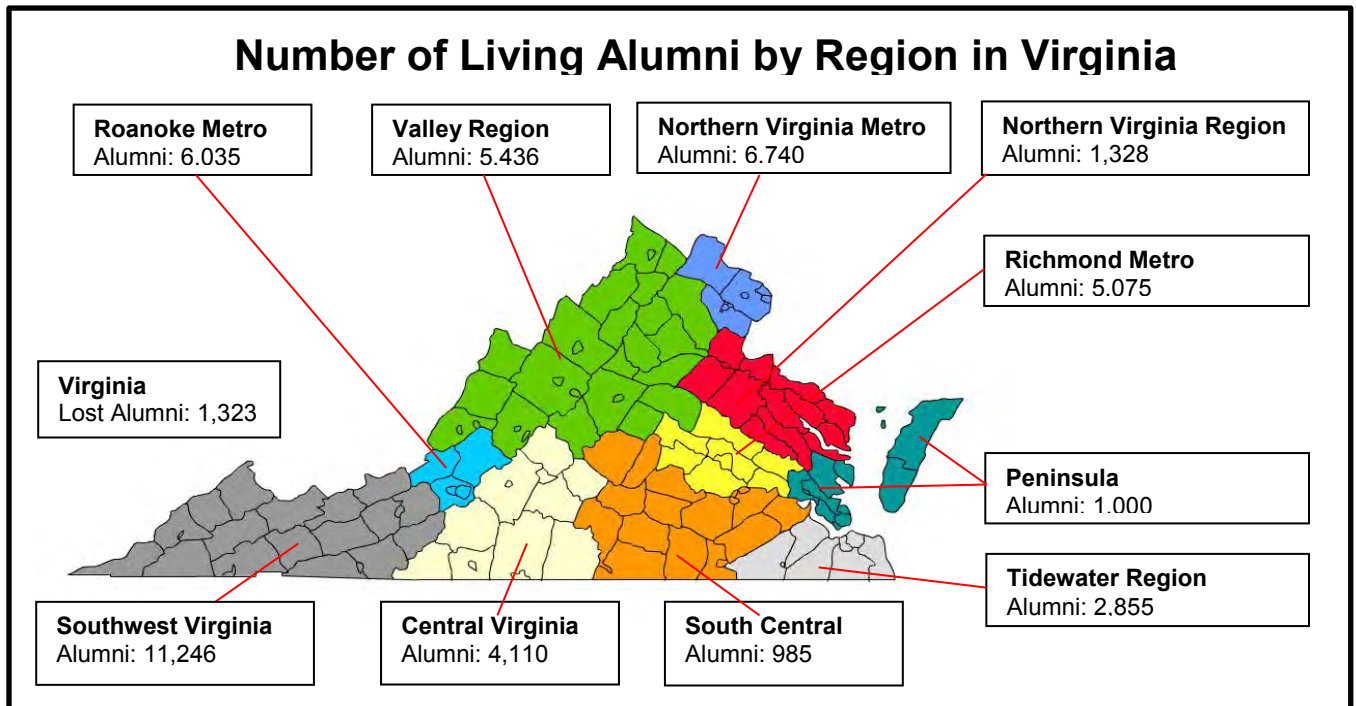 Number of Living Alumni by Region in Virginia
Roanoke Metro
Alumni: 6.035
Valley Region
Alumni: 5.436
Northern Virginia Metro
Alumni: 6.740
Northern Virginia Region
Alumni: 1,328
Richmond Metro
Alumni: 5.075
Virginia
Lost Alumni: 1,323
Peninsula
Alumni: 1.000
Tidewater Region
Alumni: 2.855
Southwest Virginia
Alumni: 11,246
Central Virginia
Alumni: 4,110
South Central
Alumni: 985